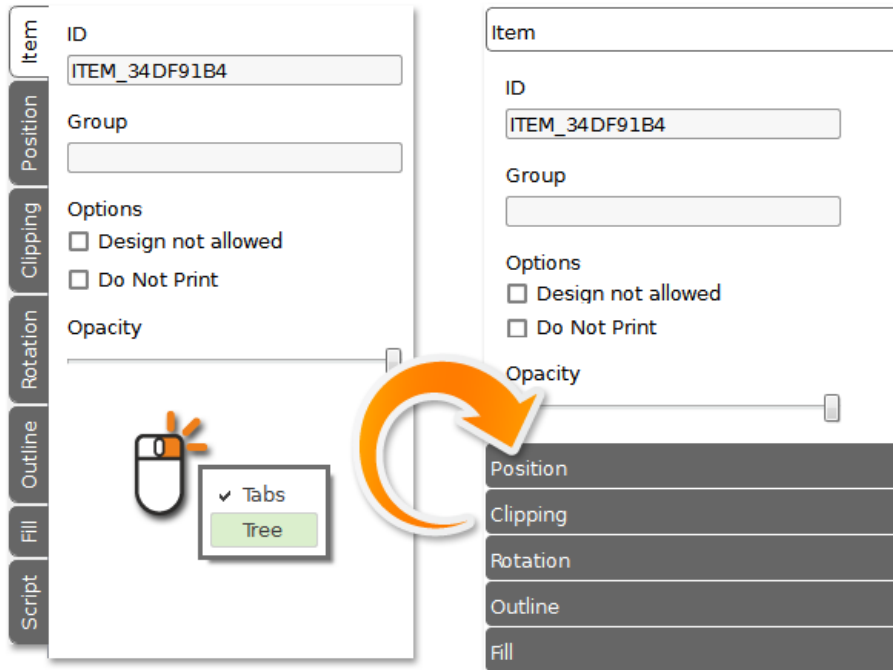 Item
Position
Clipping
Rotation
Outline
Fill
Script
ID
ITEM_34DF91B4
Group
Options
Design not allowed
Do Not Print
Opacity
Tabs
Tree
Item
ID
ITEM_34DF91B4
Group
Options
Design not allowed
Do Not Print
Opacity
Position
Clipping
Rotation
Outline
Fill